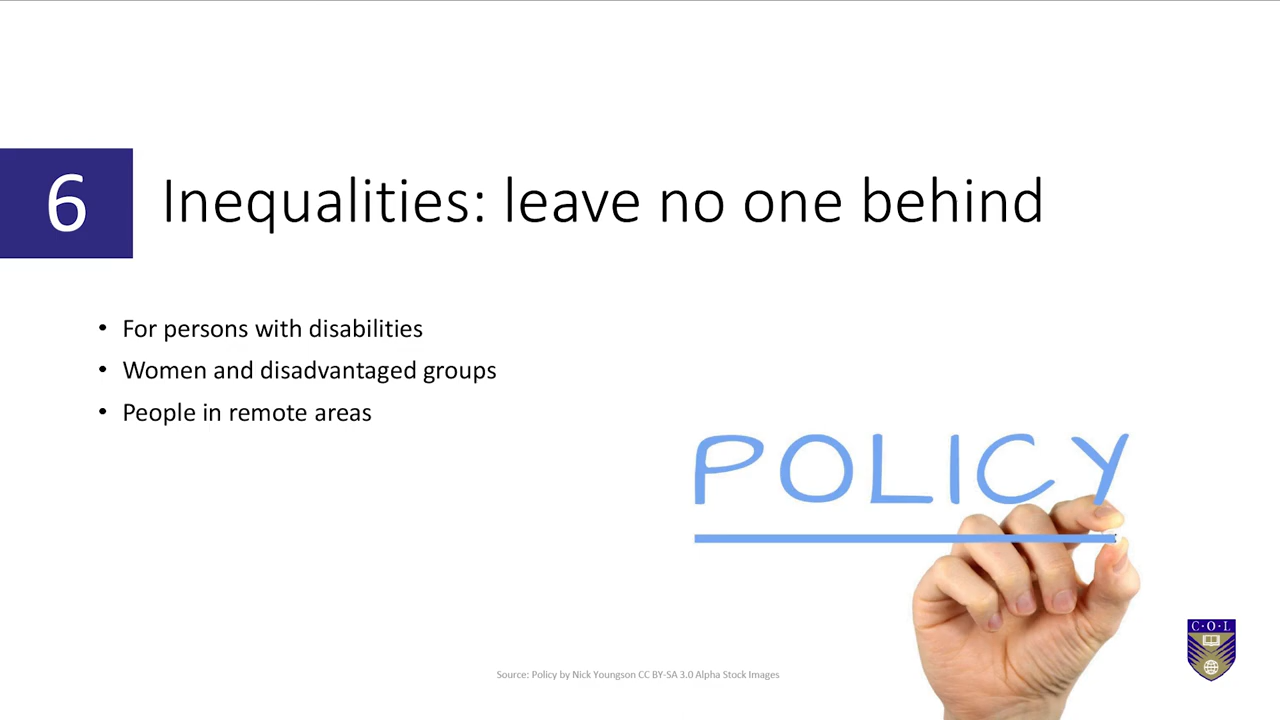 6
Inequalities: leave no one behind
• For persons with disabilities
• Women and disadvantaged groups
• People in remote areas
POLICY
C·O·L
Source: Policy by Nick Youngson CC BY-SA 3.0 Alpha Stock Images